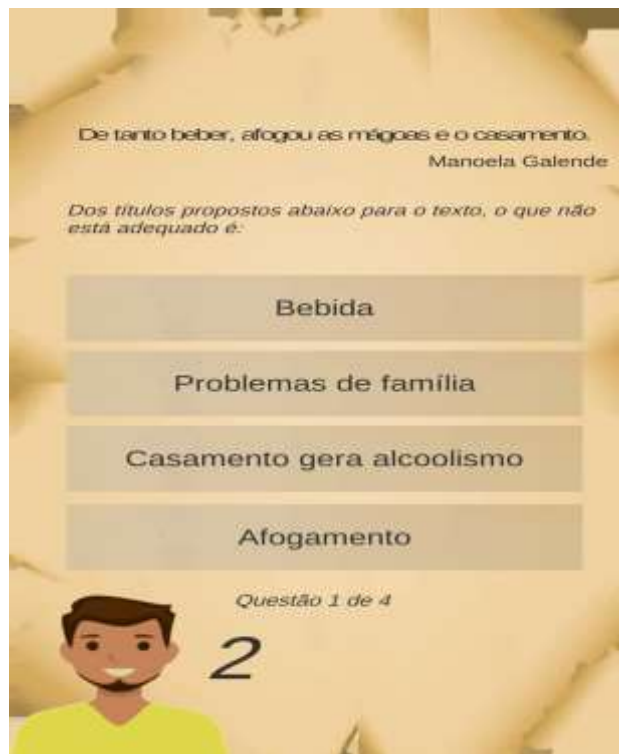 De tanto beber, afogou as mágoas e o casamento.
Manoela Galende
Dos títulos propostos abaixo para o texto, o que não
está adequado é:
Bebida
Problemas de família
Casamento gera alcoolismo
Afogamento
Questão 1 de 4
2